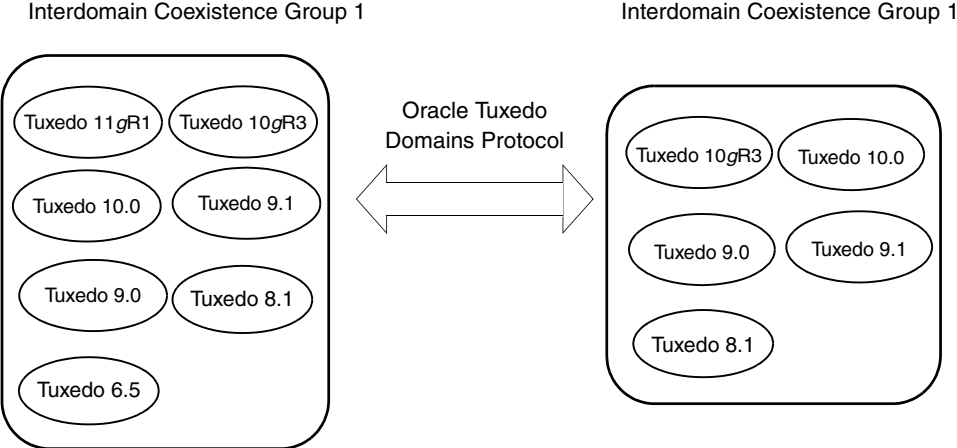 Interdomain Coexistence Group 1
Interdomain Coexistence Group 1
Tuxedo 11gR1
Tuxedo 10gR3
Tuxedo 10.0
Tuxedo 9.1
Tuxedo 9.0
Tuxedo 8.1
Tuxedo 6.5
Oracle Tuxedo
Domains Protocol
Tuxedo 10gR3
Tuxedo 10.0
Tuxedo 9.0
Tuxedo 9.1
Tuxedo 8.1